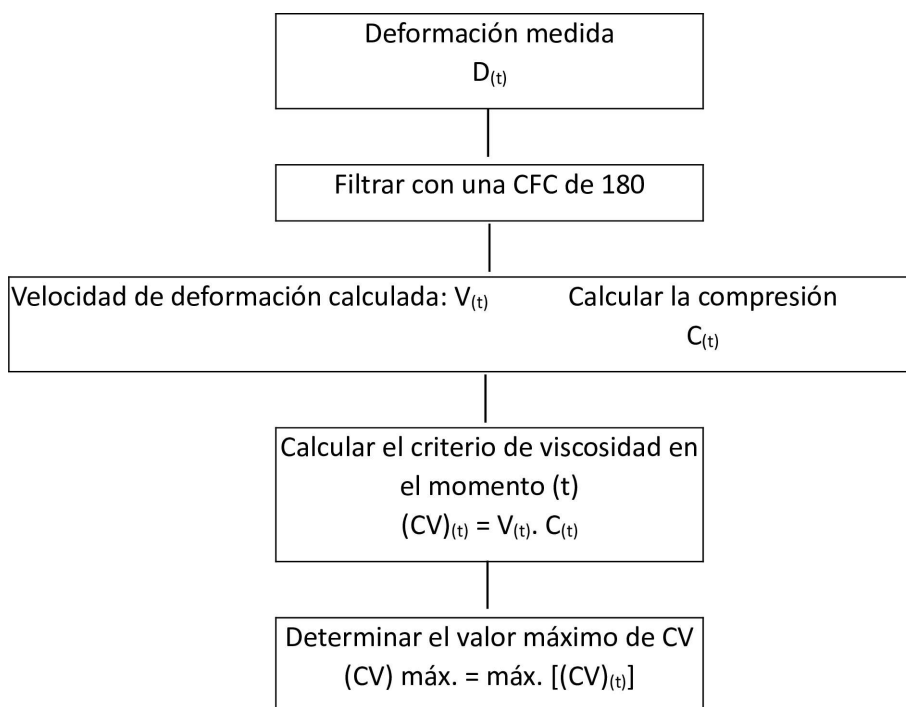 Deformación medida
D(t)
Filtrar con una CFC de 180
Velocidad de deformación calculada: V(t) Calcular la compresión
C(t)
Calcular el criterio de viscosidad en
el momento (t)
(CV)(t) = V(t). C(t)
Determinar el valor máximo de CV
(CV) máx. = máx. [(CV)(t)]